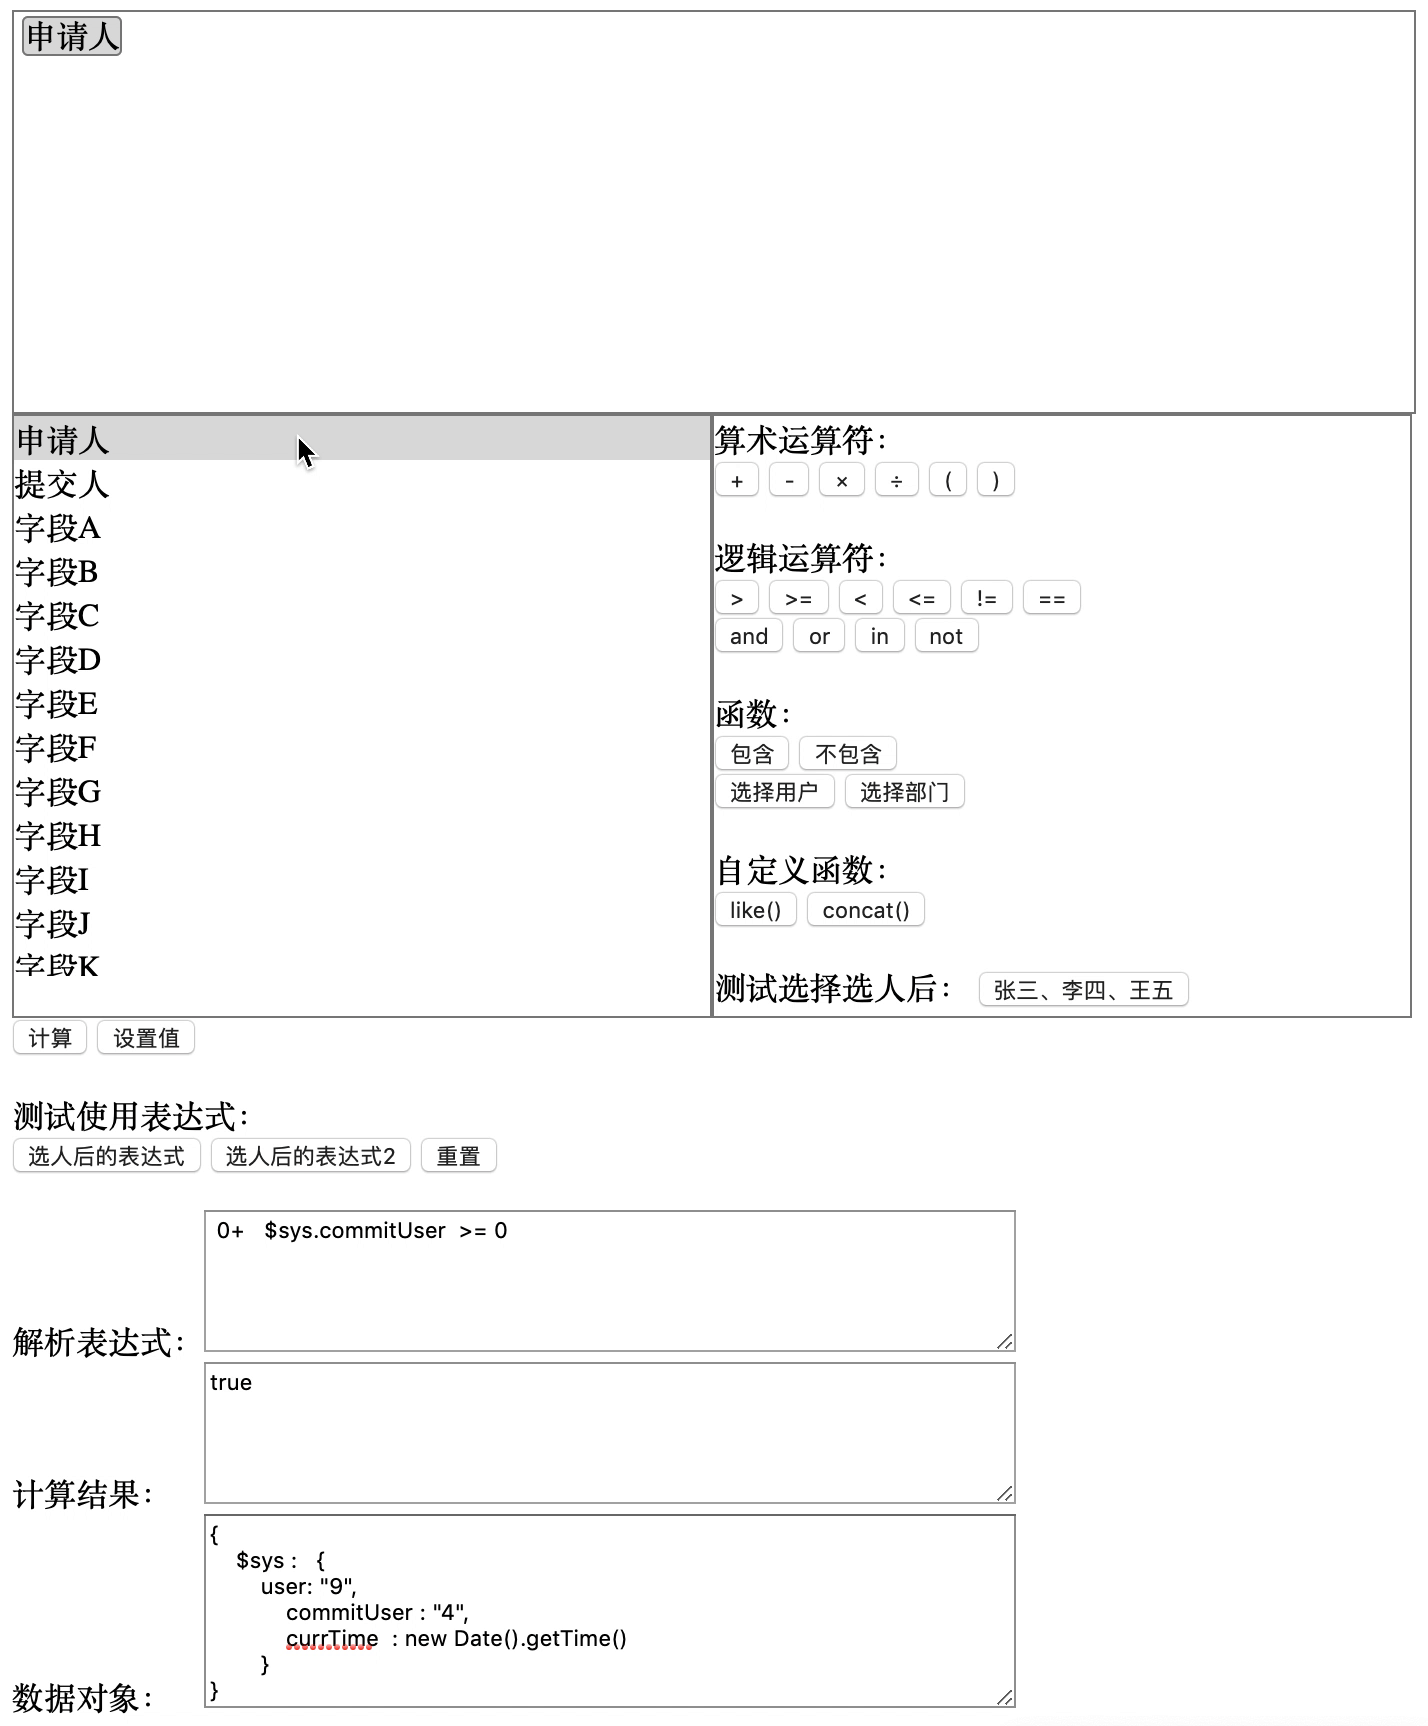 申请人
申请人
提交人
字段A
字段B
字段C
字段D
字段E
字段F
字段G
字段H
字段I
字段J
字段K
算术运算符：
+ - × ÷ ( )
逻辑运算符：
> >= < <= != ==
and or in not
函数：
包含 不包含
选择用户 选择部门
自定义函数：
like() concat()
测试选择选人后： 张三、李四、王五
计算 设置值
测试使用表达式：
选人后的表达式 选人后的表达式2 重置
0+ $sys.commitUser >= 0
解析表达式：
true
计算结果：
{
$sys : {
user: "9",
commitUser : "4",
currTime : new Date().getTime()
}
}
数据对象：